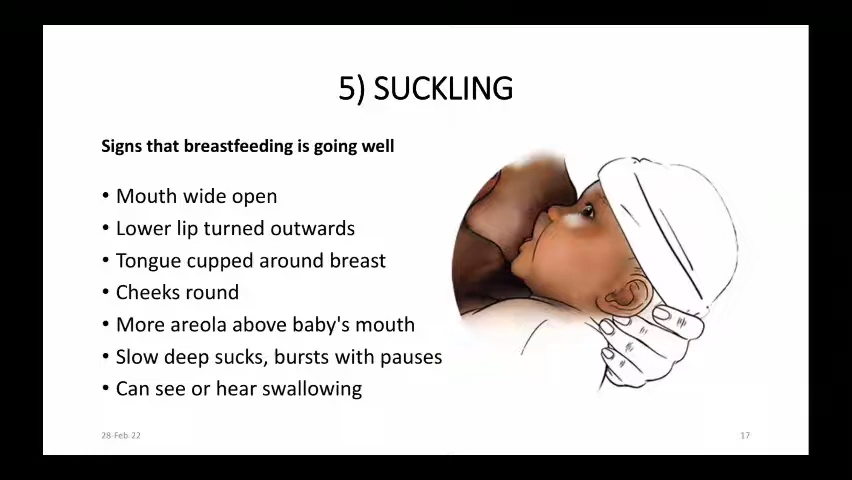 5) SUCKLING
Signs that breastfeeding is going well
• Mouth wide open
• Lower lip turned outwards
• Tongue cupped around breast
• Cheeks round
• More areola above baby's mouth
• Slow deep sucks, bursts with pauses
• Can see or hear swallowing
28-Feb-22
17